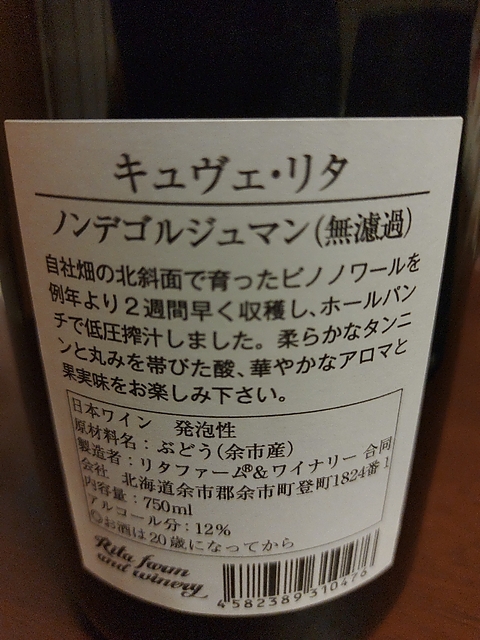 キュヴェ・リタ
ノンデゴルジュマン(無濾過)
自社畑の北斜面で育ったピノノワールを
例年より2週間早く収穫し、ホールバン
チで低圧搾汁しました。柔らかなタンニ
ンと丸みを帯びた酸、華やかなアロマと
果実味をお楽しみ下さい。
日本ワイン 発泡性
原材料名：ぶどう(余市産)
製造者：リタファーム®&ワイナリー 合同
会社 北海道余市郡余市町登町1824番1
内容量：750ml
アルコール分：12%
◎お酒は20歳になってから
Rita farm
and winery
4582389310476